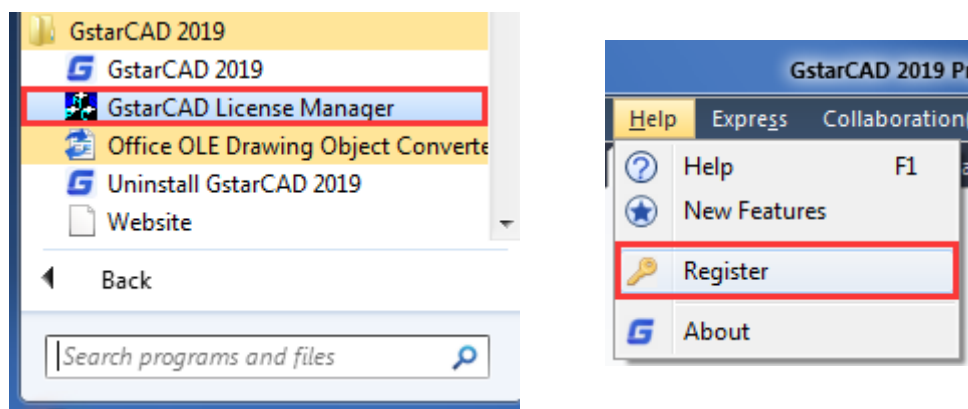 GstarCAD 2019
GstarCAD 2019
GstarCAD License Manager
Office OLE Drawing Object Converte
Uninstall GstarCAD 2019
Website
Back
Search programs and files
GstarCAD 2019 Pr
Help Express Collaboration
Help F1
New Features
Register
About